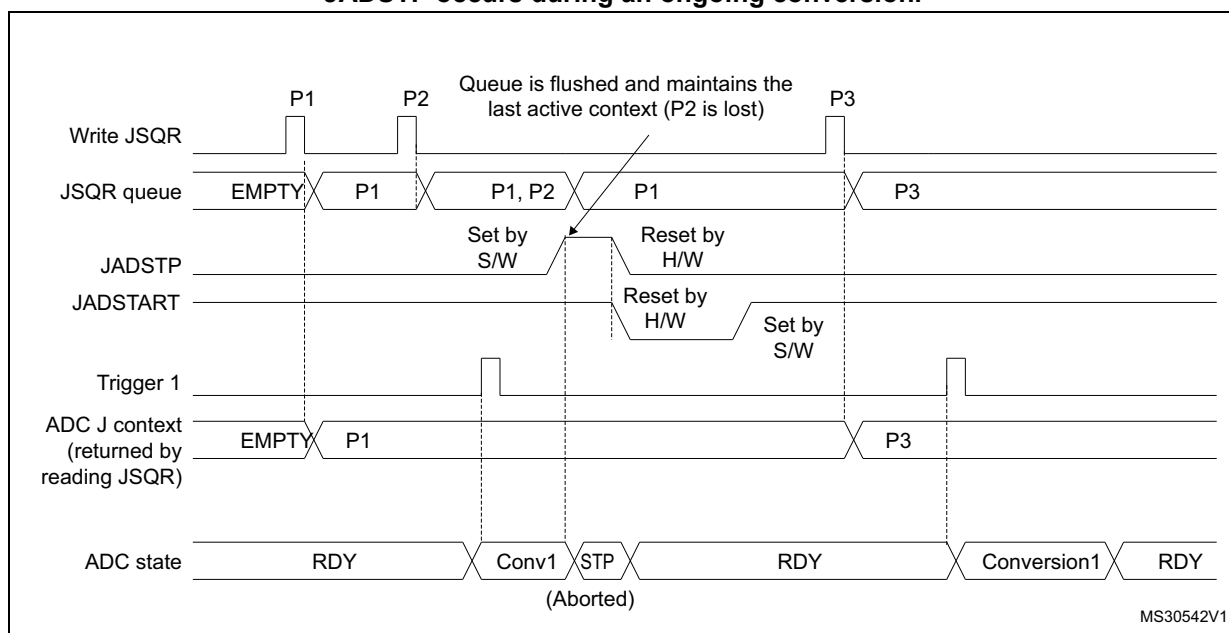 JADSTP occurs during an ongoing conversion.
Queue is flushed and maintains the
last active context (P2 is lost)
P1
P2
P3
Write JSQR
JSQR queue
EMPTY
P1
P1, P2
P1
P3
Set by
S/W
Reset by
H/W
JADSTP
JADSTART
Reset by
H/W
Set by
S/W
Trigger 1
ADC J context
(returned by
reading JSQR)
EMPTY
P1
P3
ADC state
RDY
Conv1
STP
RDY
Conversion1
RDY
(Aborted)
MS30542V1